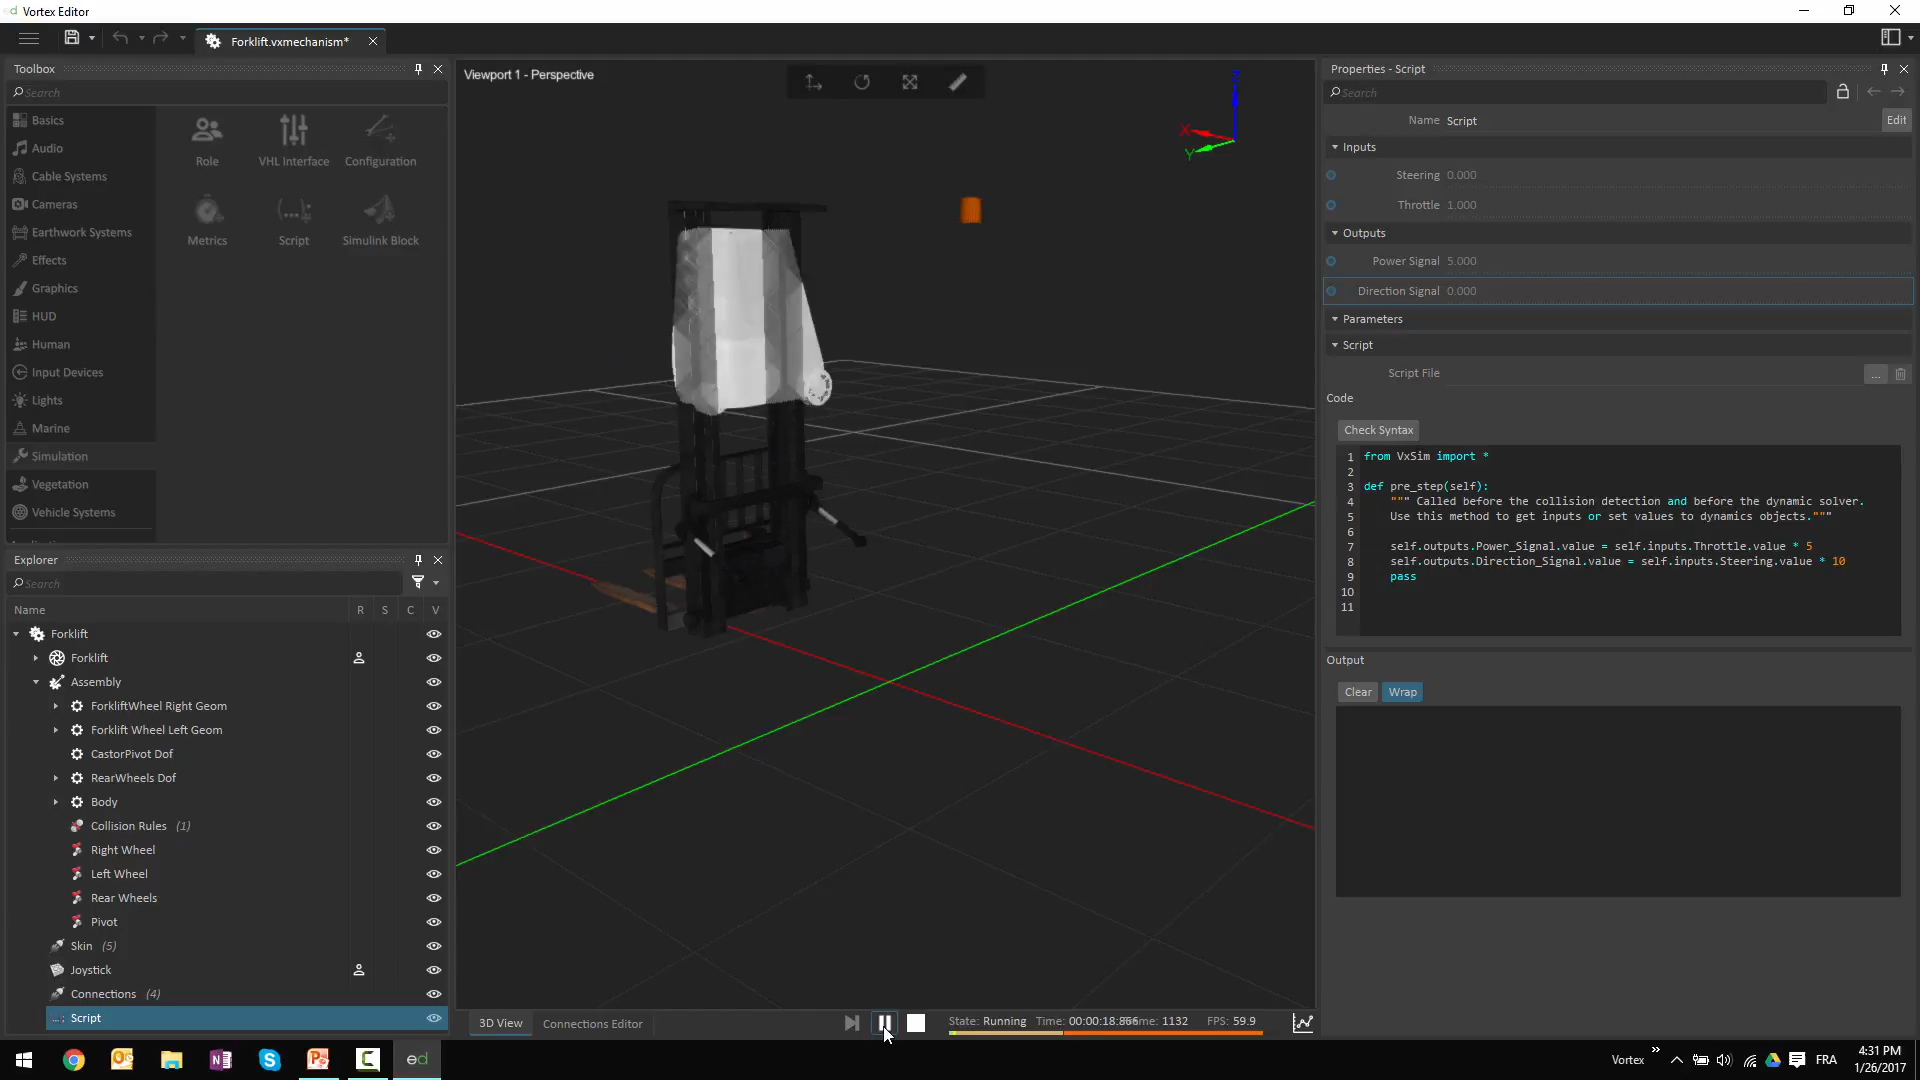 Vortex Editor
Forklift.vxmechanism*
Toolbox
Search
Basics
Audio
Cable Systems
Cameras
Earthwork Systems
Effects
Graphics
HUD
Human
Input Devices
Lights
Marine
Simulation
Vegetation
Vehicle Systems
Role
VHL Interface
Configuration
Metrics
Script
Simulink Block
Explorer
Search
Name R S C V
Forklift
Forklift
Assembly
ForkliftWheel Right Geom
Forklift Wheel Left Geom
CastorPivot Dof
RearWheels Dof
Body
Collision Rules (1)
Right Wheel
Left Wheel
Rear Wheels
Pivot
Skin (5)
Joystick
Connections (4)
Script
Viewport 1 - Perspective
Z
X
Y
3D View
Connections Editor
State: Running Time: 00:00:18:866 Frame: 1132 FPS: 59.9
Properties - Script
Search
Name Script
Edit
Inputs
Steering 0.000
Throttle 1.000
Outputs
Power Signal 5.000
Direction Signal 0.000
Parameters
Script
Script File
...
Code
Check Syntax
1 from VxSim import *
2
3 def pre_step(self):
4 """ Called before the collision detection and before the dynamic solver.
5 Use this method to get inputs or set values to dynamics objects."""
6
7 self.outputs.Power_Signal.value = self.inputs.Throttle.value * 5
8 self.outputs.Direction_Signal.value = self.inputs.Steering.value * 10
9 pass
10
11
Output
Clear
Wrap
ed
Vortex
FRA
4:31 PM
1/26/2017